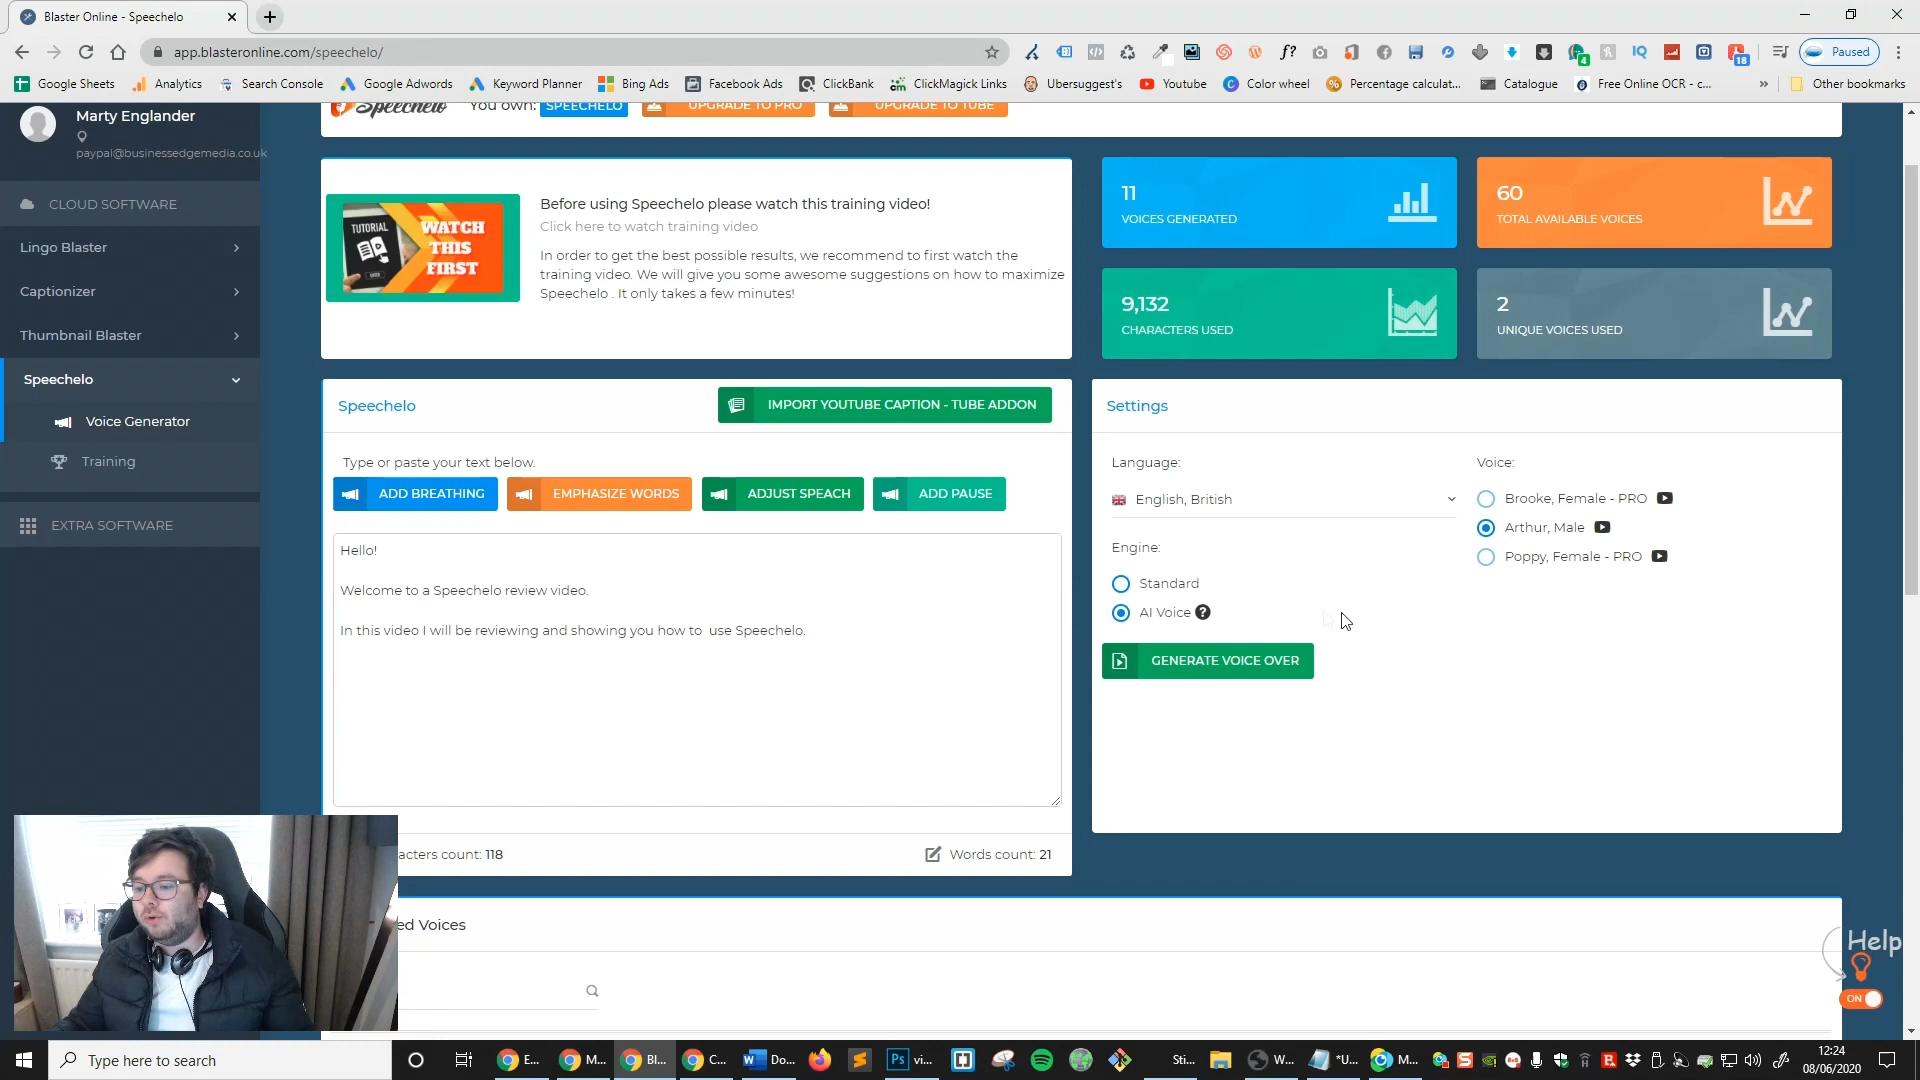 Blaster Online - Speechelo
app.blasteronline.com/speechelo/
f?
4
IQ
18
Paused
Google Sheets
Analytics
Search Console
Google Adwords
Keyword Planner
Bing Ads
Facebook Ads
ClickBank
ClickMagick Links
Ubersuggest's
Youtube
Color wheel
Percentage calculat...
Catalogue
Free Online OCR - c...
»
Other bookmarks
Marty Englander
paypal@businessedgemedia.co.uk
CLOUD SOFTWARE
Lingo Blaster
Captionizer
Thumbnail Blaster
Speechelo
Voice Generator
Training
EXTRA SOFTWARE
Speechelo
You own: SPEECHELO
UPGRADE TO PRO
UPGRADE TO TUBE
TUTORIAL
WATCH
THIS
FIRST
Before using Speechelo please watch this training video!
Click here to watch training video
In order to get the best possible results, we recommend to first watch the
training video. We will give you some awesome suggestions on how to maximize
Speechelo . It only takes a few minutes!
11
VOICES GENERATED
60
TOTAL AVAILABLE VOICES
9,132
CHARACTERS USED
2
UNIQUE VOICES USED
Speechelo
IMPORT YOUTUBE CAPTION - TUBE ADDON
Type or paste your text below.
ADD BREATHING
EMPHASIZE WORDS
ADJUST SPEACH
ADD PAUSE
Hello!
Welcome to a Speechelo review video.
In this video I will be reviewing and showing you how to  use Speechelo.
acters count: 118
Words count: 21
Settings
Language:
English, British
Engine:
Standard
AI Voice ?
GENERATE VOICE OVER
Voice:
Brooke, Female - PRO
Arthur, Male
Poppy, Female - PRO
ed Voices
Help
ON
Type here to search
E...
M...
Bl...
C...
Do...
Ps
vi...
Sti...
W...
*U...
M...
12:24
08/06/2020